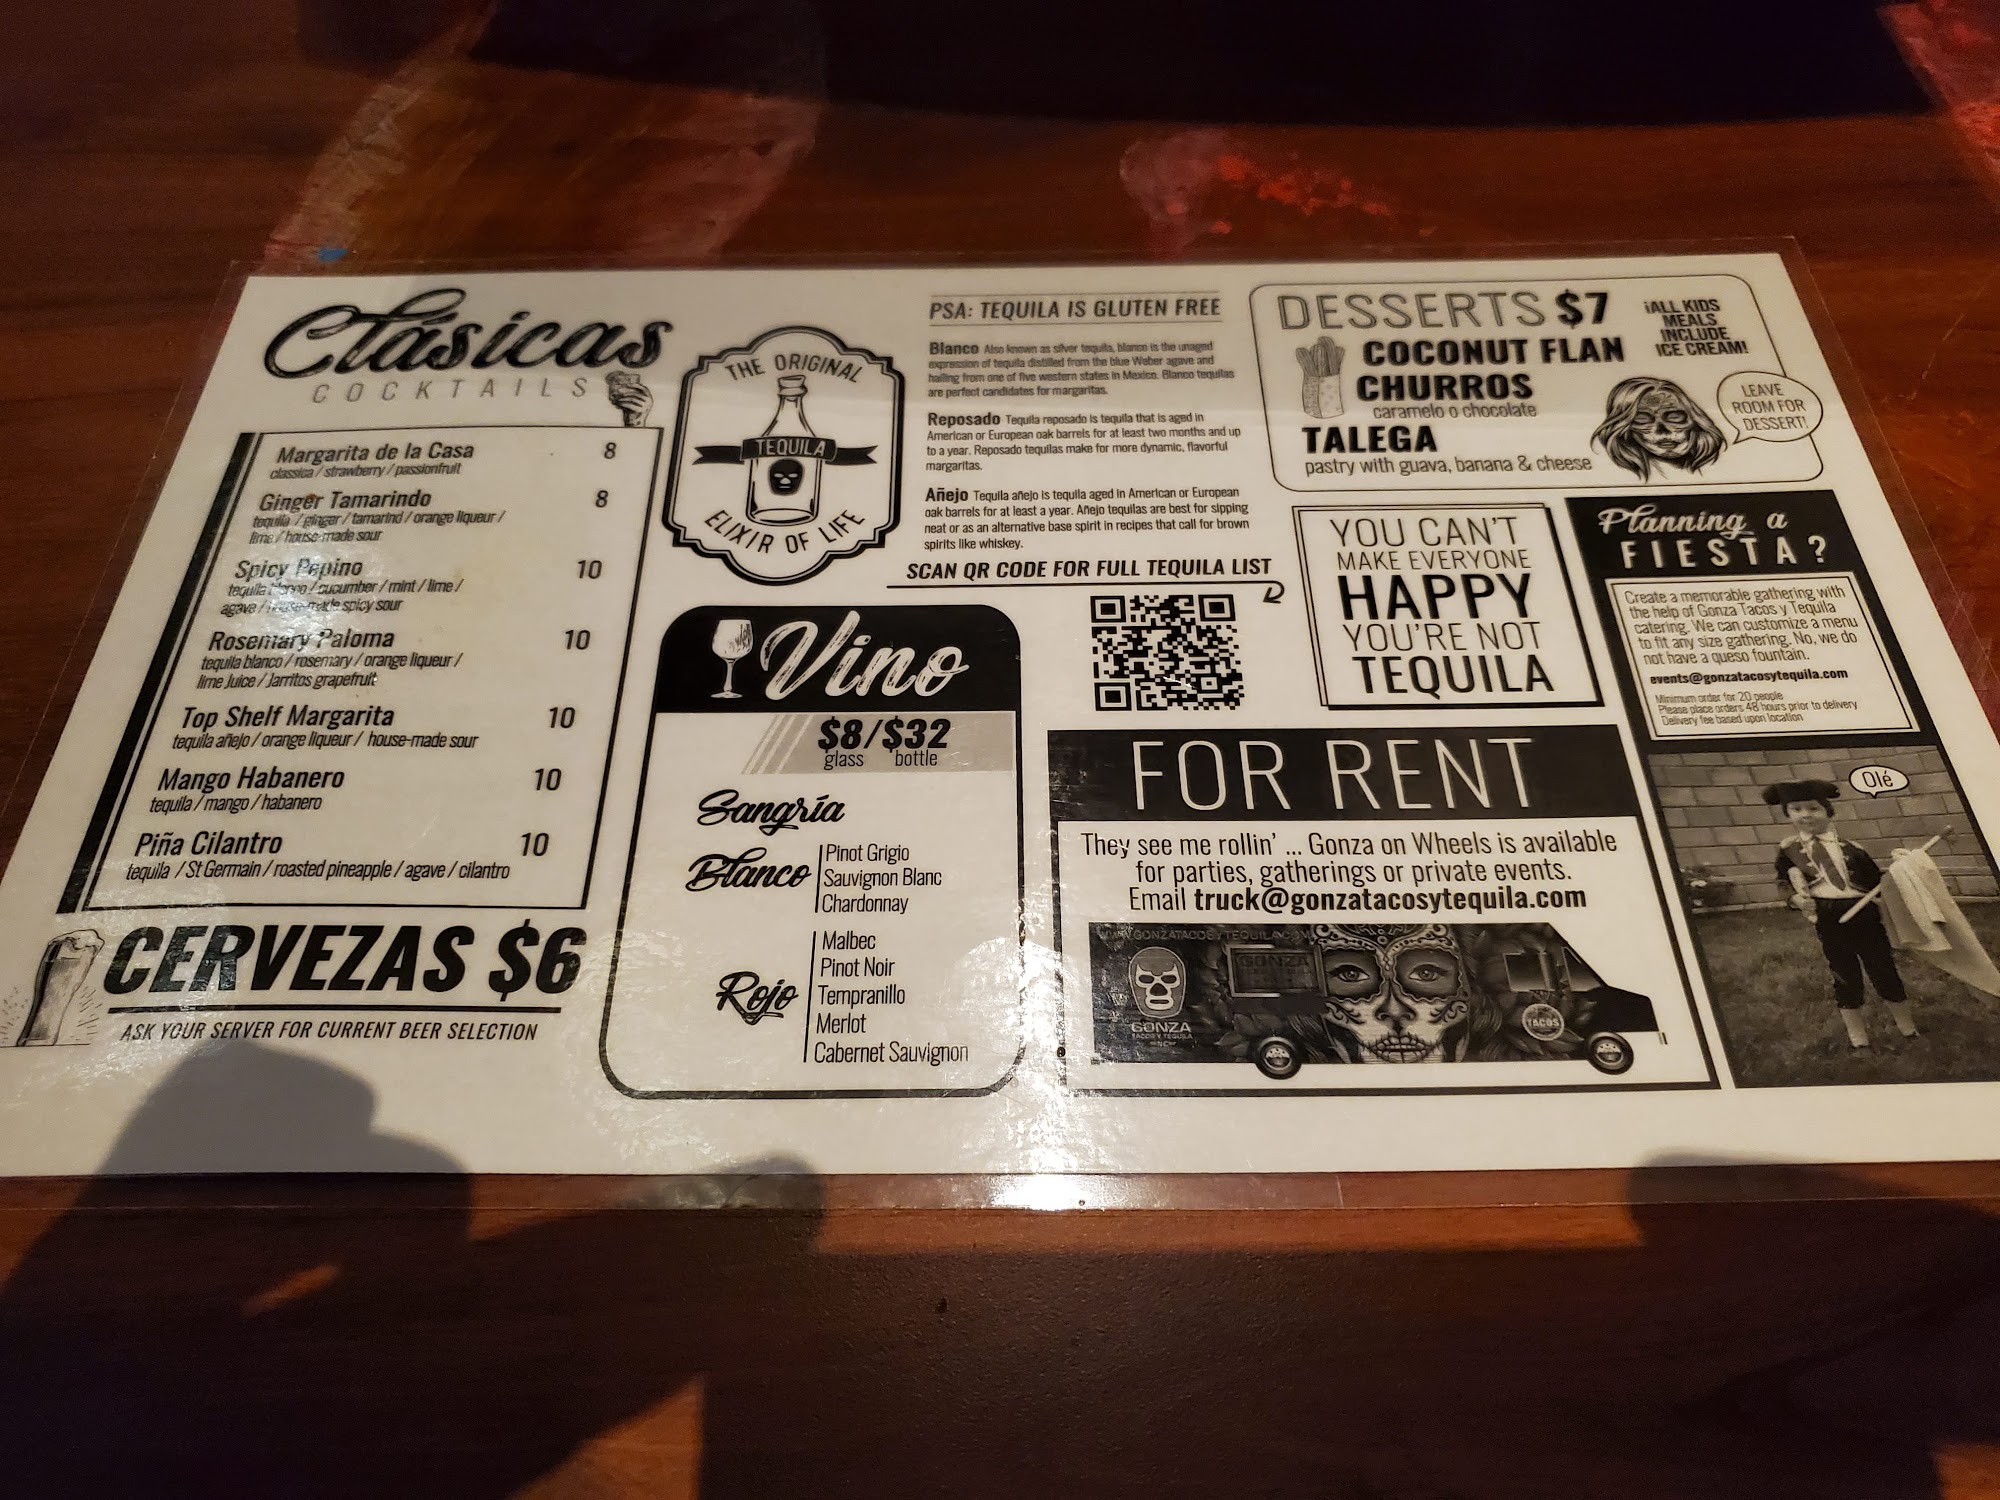 Clásicas
COCKTAILS
Margarita de la Casa 8
classica / strawberry / passionfruit
Ginger Tamarindo 8
tequila / ginger / tamarind / orange liqueur /
lime / house-made sour
Spicy Pepino 10
tequila blanco / cucumber / mint / lime /
agave / house-made spicy sour
Rosemary Paloma 10
tequila blanco / rosemary / orange liqueur /
lime juice / Jarritos grapefruit
Top Shelf Margarita 10
tequila añejo / orange liqueur / house-made sour
Mango Habanero 10
tequila / mango / habanero
Piña Cilantro 10
tequila / St Germain / roasted pineapple / agave / cilantro
CERVEZAS $6
ASK YOUR SERVER FOR CURRENT BEER SELECTION
THE ORIGINAL
TEQUILA
ELIXIR OF LIFE
Vino
$8/$32
glass bottle
Sangría
Blanco
Pinot Grigio
Sauvignon Blanc
Chardonnay
Rojo
Malbec
Pinot Noir
Tempranillo
Merlot
Cabernet Sauvignon
PSA: TEQUILA IS GLUTEN FREE
Blanco Also known as silver tequila, blanco is the unaged
expression of tequila distilled from the blue Weber agave and
hailing from one of five western states in Mexico. Blanco tequilas
are perfect candidates for margaritas.
Reposado Tequila reposado is tequila that is aged in
American or European oak barrels for at least two months and up
to a year. Reposado tequilas make for more dynamic, flavorful
margaritas.
Añejo Tequila añejo is tequila aged in American or European
oak barrels for at least a year. Añejo tequilas are best for sipping
neat or as an alternative base spirit in recipes that call for brown
spirits like whiskey.
SCAN QR CODE FOR FULL TEQUILA LIST
DESSERTS $7
COCONUT FLAN
CHURROS
caramelo o chocolate
TALEGA
pastry with guava, banana & cheese
¡ALL KIDS
MEALS
INCLUDE
ICE CREAM!
LEAVE
ROOM FOR
DESSERT!
YOU CAN'T
MAKE EVERYONE
HAPPY
YOU'RE NOT
TEQUILA
Planning a
FIESTA?
Create a memorable gathering with
the help of Gonza Tacos y Tequila
catering. We can customize a menu
to fit any size gathering. No, we do
not have a queso fountain.
events@gonzatacosytequila.com
Minimum order for 20 people
Please place orders 48 hours prior to delivery
Delivery fee based upon location
Olé
FOR RENT
They see me rollin' ... Gonza on Wheels is available
for parties, gatherings or private events.
Email truck@gonzatacosytequila.com
WWW.GONZATACOSYTEQUILA.COM
GONZA
GONZA
TACOS Y TEQUILA
NC
TACOS